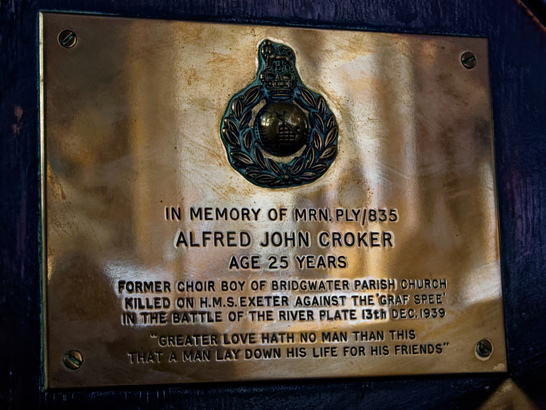 IN MEMORY OF MRN. PLY/835
ALFRED JOHN CROKER
AGE 25 YEARS
FORMER CHOIR BOY OF BRIDGWATER PARISH CHURCH
KILLED ON H.M.S. EXETER AGAINST THE 'GRAF SPEE'
IN THE BATTLE OF THE RIVER PLATE 13th DEC. 1939
"GREATER LOVE HATH NO MAN THAN THIS
THAT A MAN LAY DOWN HIS LIFE FOR HIS FRIENDS"